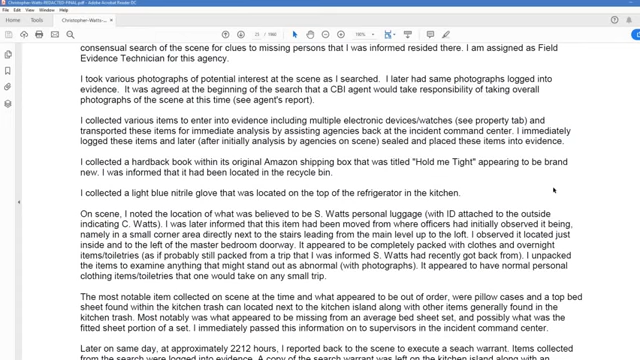 Christopher-Watts-REDACTED-FINAL.pdf - Adobe Acrobat Reader DC
File Edit View Window Help
Home Tools Christopher-Watts-...
180%
consensual search of the scene for clues to missing persons that I was informed resided there. I am assigned as Field
Evidence Technician for this agency.
I took various photographs of potential interest at the scene as I searched. I later had same photographs logged into
evidence. It was agreed at the beginning of the search that a CBI agent would take responsibility of taking overall
photographs of the scene at this time (see agent's report).
I collected various items to enter into evidence including multiple electronic devices/watches (see property tab) and
transported these items for immediate analysis by assisting agencies back at the incident command center. I immediately
logged these items and later (after initially analysis by agencies on scene) sealed and placed these items into evidence.
I collected a hardback book within its original Amazon shipping box that was titled "Hold me Tight" appearing to be brand
new. I was informed that it had been located in the recycle bin.
I collected a light blue nitrile glove that was located on the top of the refrigerator in the kitchen.
On scene, I noted the location of what was believed to be S. Watts personal luggage (with ID attached to the outside
indicating C. Watts). I was later informed that this item had been moved from where officers had initially observed it being,
namely in a small corner area directly next to the stairs leading from the main level up to the loft. I observed it located just
inside and to the left of the master bedroom doorway. It appeared to be completely packed with clothes and overnight
items/toiletries (as if probably still packed from a trip that I was informed S. Watts had recently got back from). I unpacked
the items to examine anything that might stand out as abnormal (with photographs). It appeared to have normal personal
clothing items/toiletries that one would take on any small trip.
The most notable item collected on scene at the time and what appeared to be out of order, were pillow cases and a top bed
sheet found within the kitchen trash can located next to the kitchen island along with other items generally found in the
kitchen trash. Most notably was what appeared to be missing from an average bed sheet set, and possibly what was the
fitted sheet portion of a set. I immediately passed this information on to supervisors in the incident command center.
Later on same day, at approximately 2212 hours, I reported back to the scene to execute a seach warrant. Items collected
from the search were logged into evidence. A copy of the search warrant was left on the kitchen island along with an